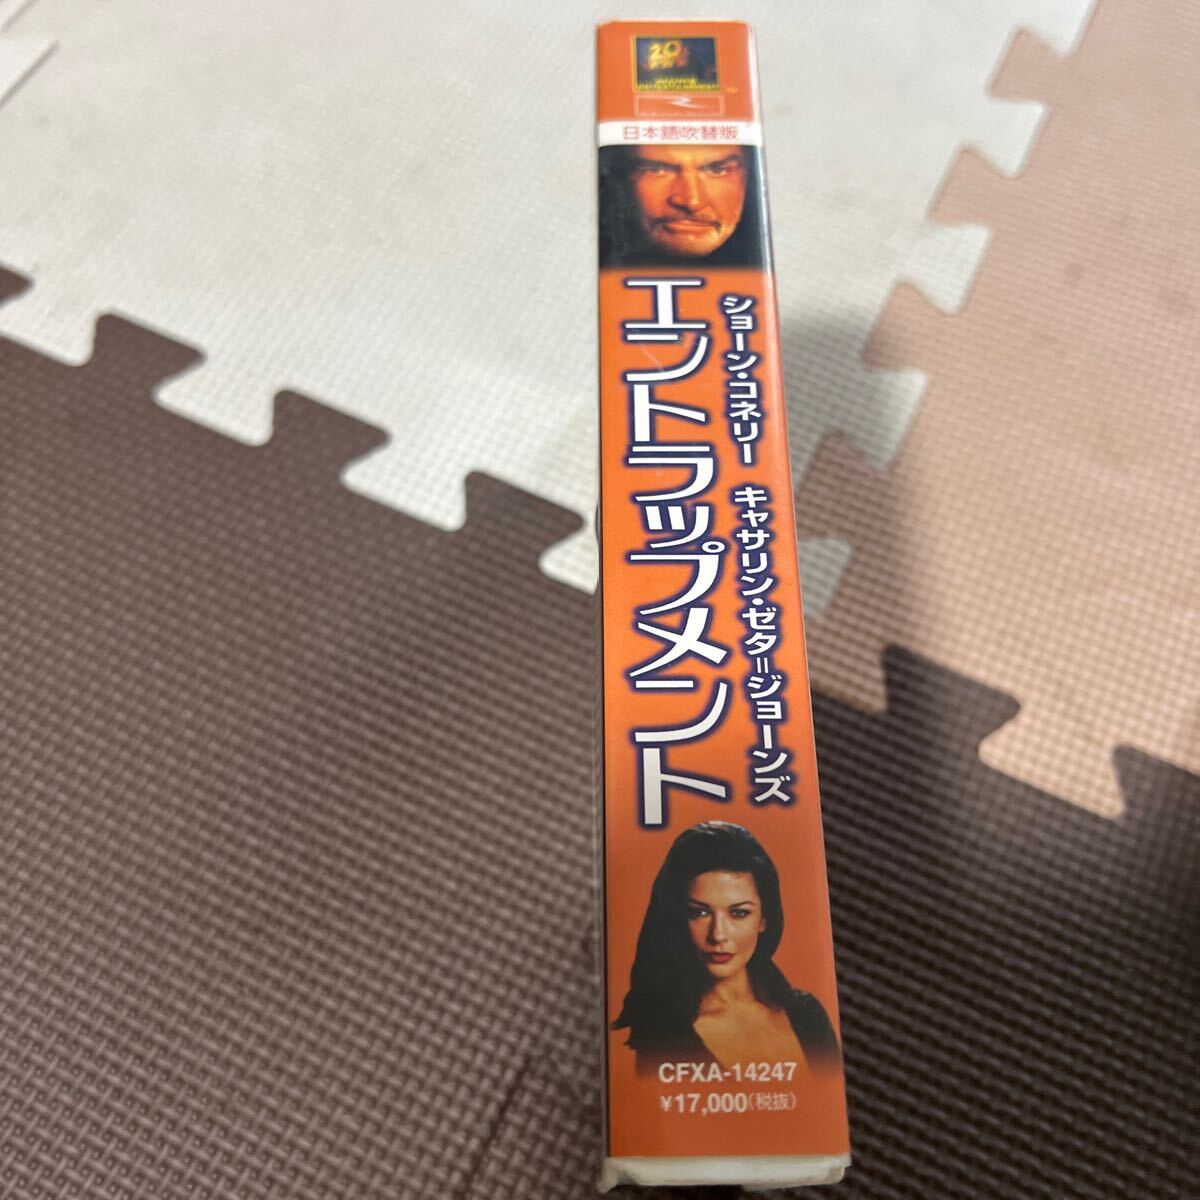 20
日本語吹替版
ショーン・コネリー キャサリン・ゼタ=ジョーンズ
エントラップメント
CFXA-14247
¥17,000(税抜)